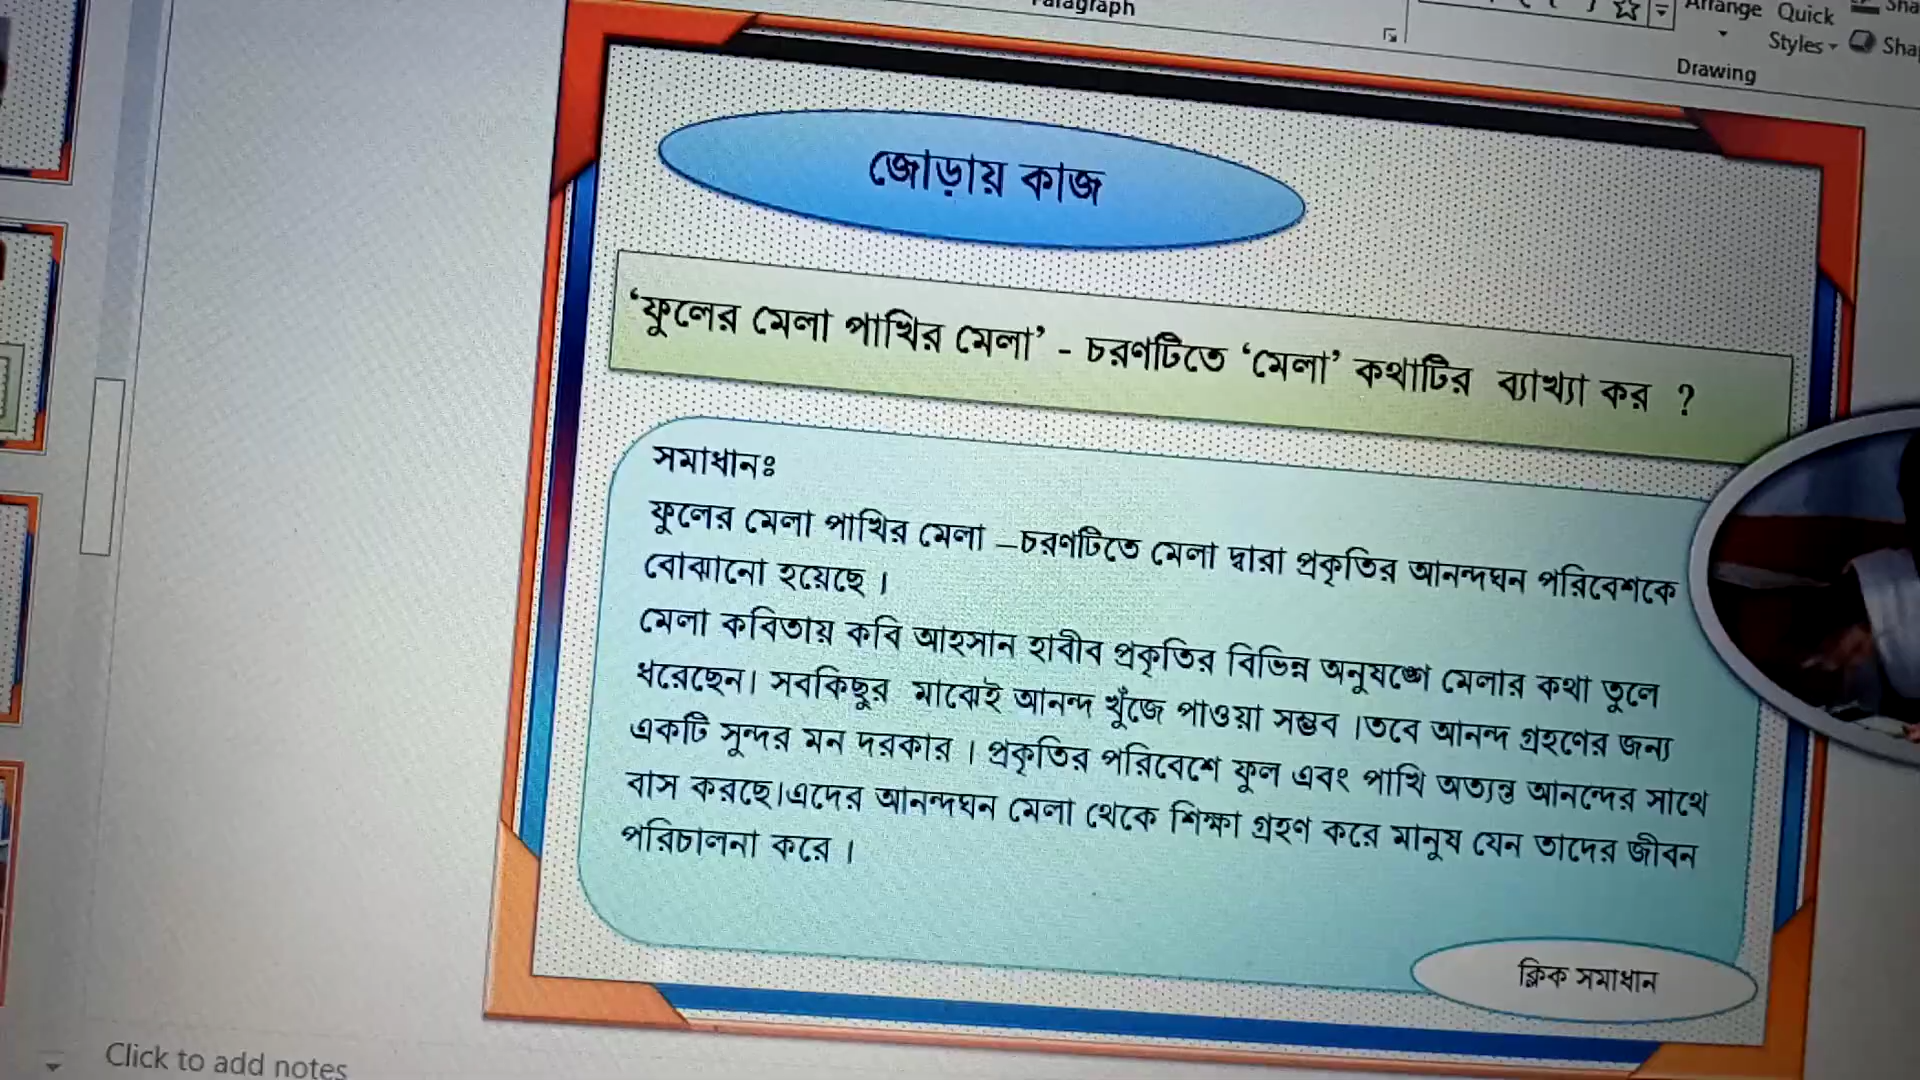 Paragraph
Arrange
Quick
Styles
Drawing
জোড়ায় কাজ
‘ফুলের মেলা পাখির মেলা’ - চরণটিতে ‘মেলা’ কথাটির ব্যাখ্যা কর ?
সমাধানঃ
ফুলের মেলা পাখির মেলা –চরণটিতে মেলা দ্বারা প্রকৃতির আনন্দঘন পরিবেশকে
বোঝানো হয়েছে ।
মেলা কবিতায় কবি আহসান হাবীব প্রকৃতির বিভিন্ন অনুষঙ্গে মেলার কথা তুলে
ধরেছেন। সবকিছুর মাঝেই আনন্দ খুঁজে পাওয়া সম্ভব ।তবে আনন্দ গ্রহণের জন্য
একটি সুন্দর মন দরকার । প্রকৃতির পরিবেশে ফুল এবং পাখি অত্যন্ত আনন্দের সাথে
বাস করছে।এদের আনন্দঘন মেলা থেকে শিক্ষা গ্রহণ করে মানুষ যেন তাদের জীবন
পরিচালনা করে ।
ক্লিক সমাধান
Click to add notes